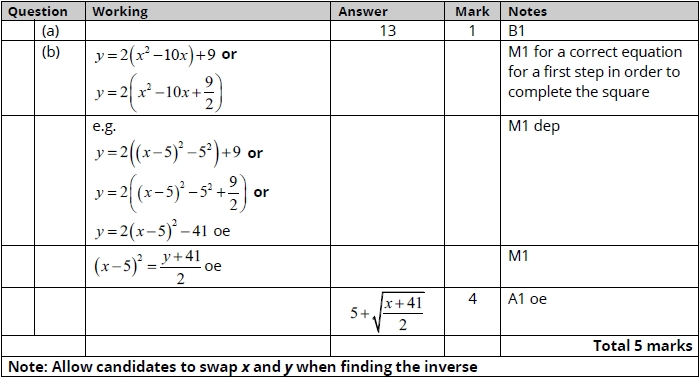 Question Working Answer Mark Notes
(a) 13 1 B1
(b) y = 2(x² – 10x) + 9 or
y = 2(x² – 10x + 9/2)
M1 for a correct equation
for a first step in order to
complete the square
e.g.
y = 2((x – 5)² – 5²) + 9 or
y = 2((x – 5)² – 5² + 9/2) or
y = 2(x – 5)² – 41 oe
M1 dep
(x – 5)² = (y + 41)/2 oe
M1
5 + √((x + 41)/2) 4 A1 oe
Total 5 marks
Note: Allow candidates to swap x and y when finding the inverse